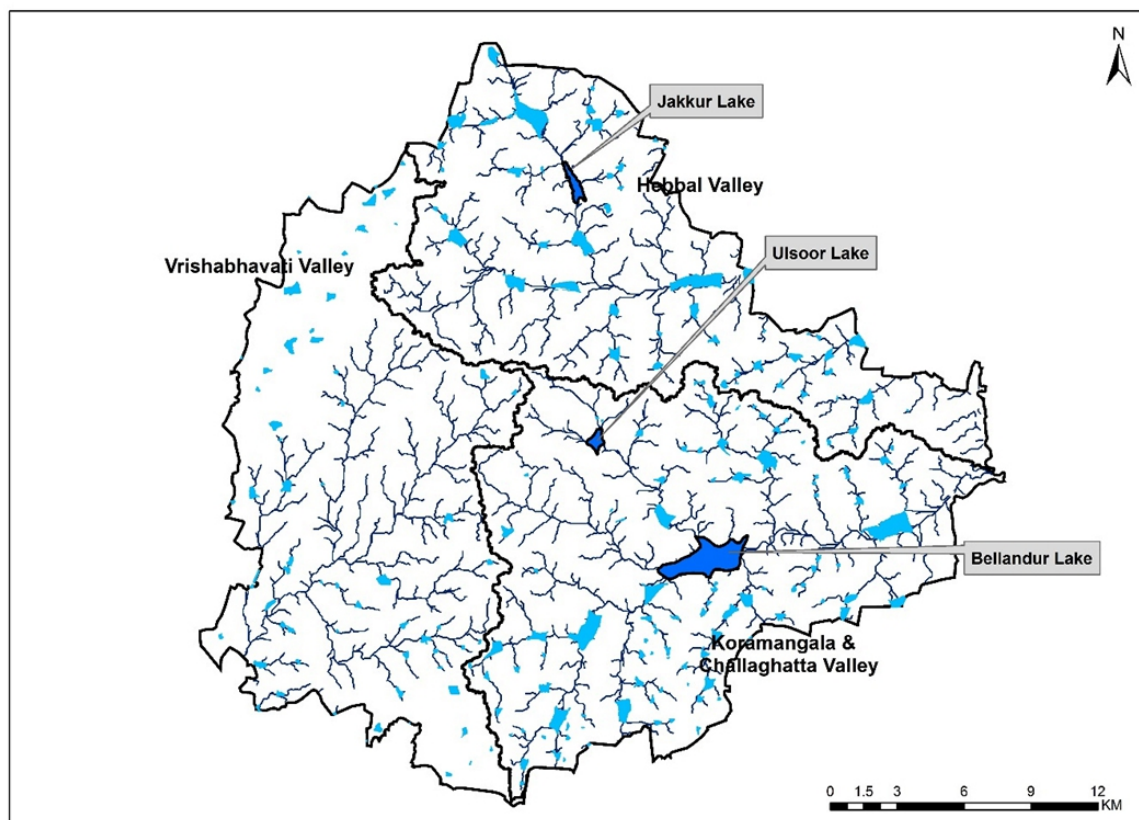 N
Jakkur Lake
Hebbal Valley
Ulsoor Lake
Vrishabhavati Valley
Bellandur Lake
Koramangala &
Challaghatta Valley
0 1.5 3 6 9 12
KM